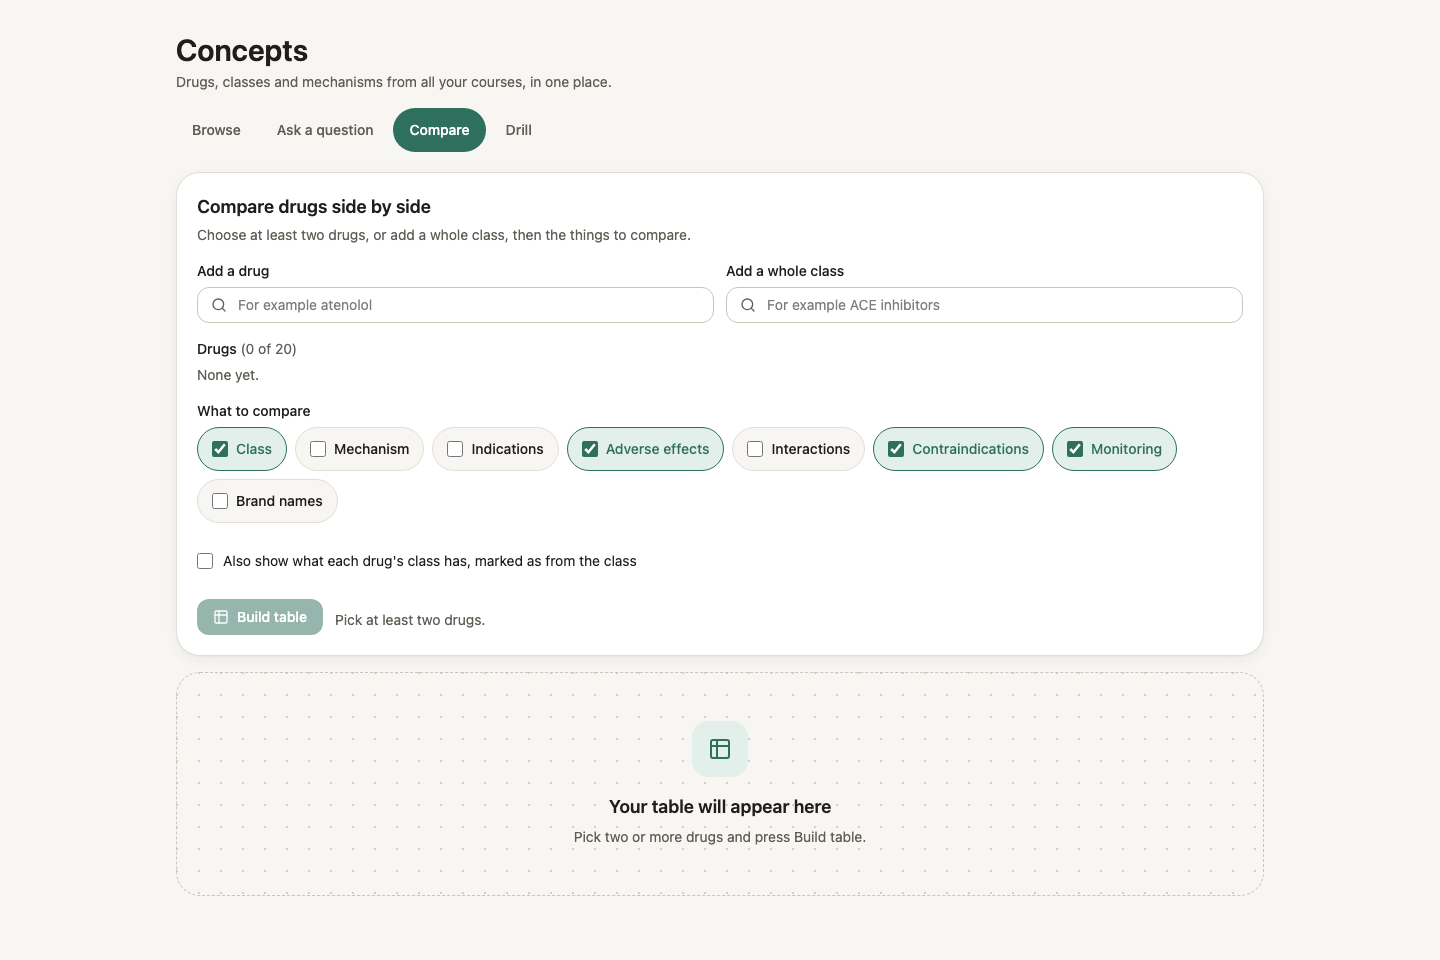 Concepts
Drugs, classes and mechanisms from all your courses, in one place.
Browse Ask a question Compare Drill
Compare drugs side by side
Choose at least two drugs, or add a whole class, then the things to compare.
Add a drug Add a whole class
For example atenolol For example ACE inhibitors
Drugs (0 of 20)
None yet.
What to compare
Class Mechanism Indications Adverse effects Interactions Contraindications Monitoring
Brand names
Also show what each drug's class has, marked as from the class
Build table Pick at least two drugs.
Your table will appear here
Pick two or more drugs and press Build table.